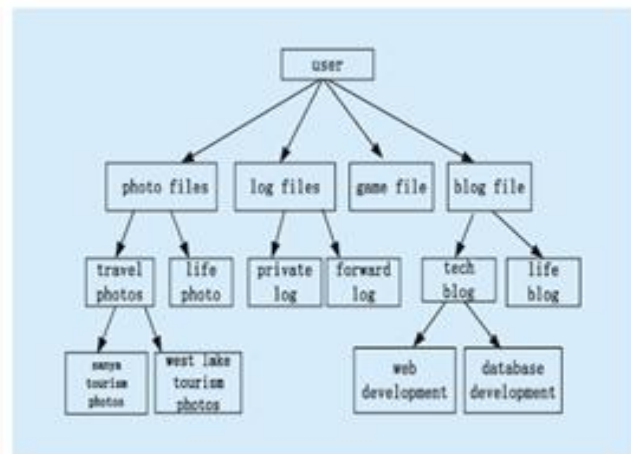 user
photo files
log files
game file
blog file
travel
photos
life
photo
private
log
forward
log
tech
blog
life
blog
sanya
tourism
photos
west lake
tourism
photos
web
development
database
development